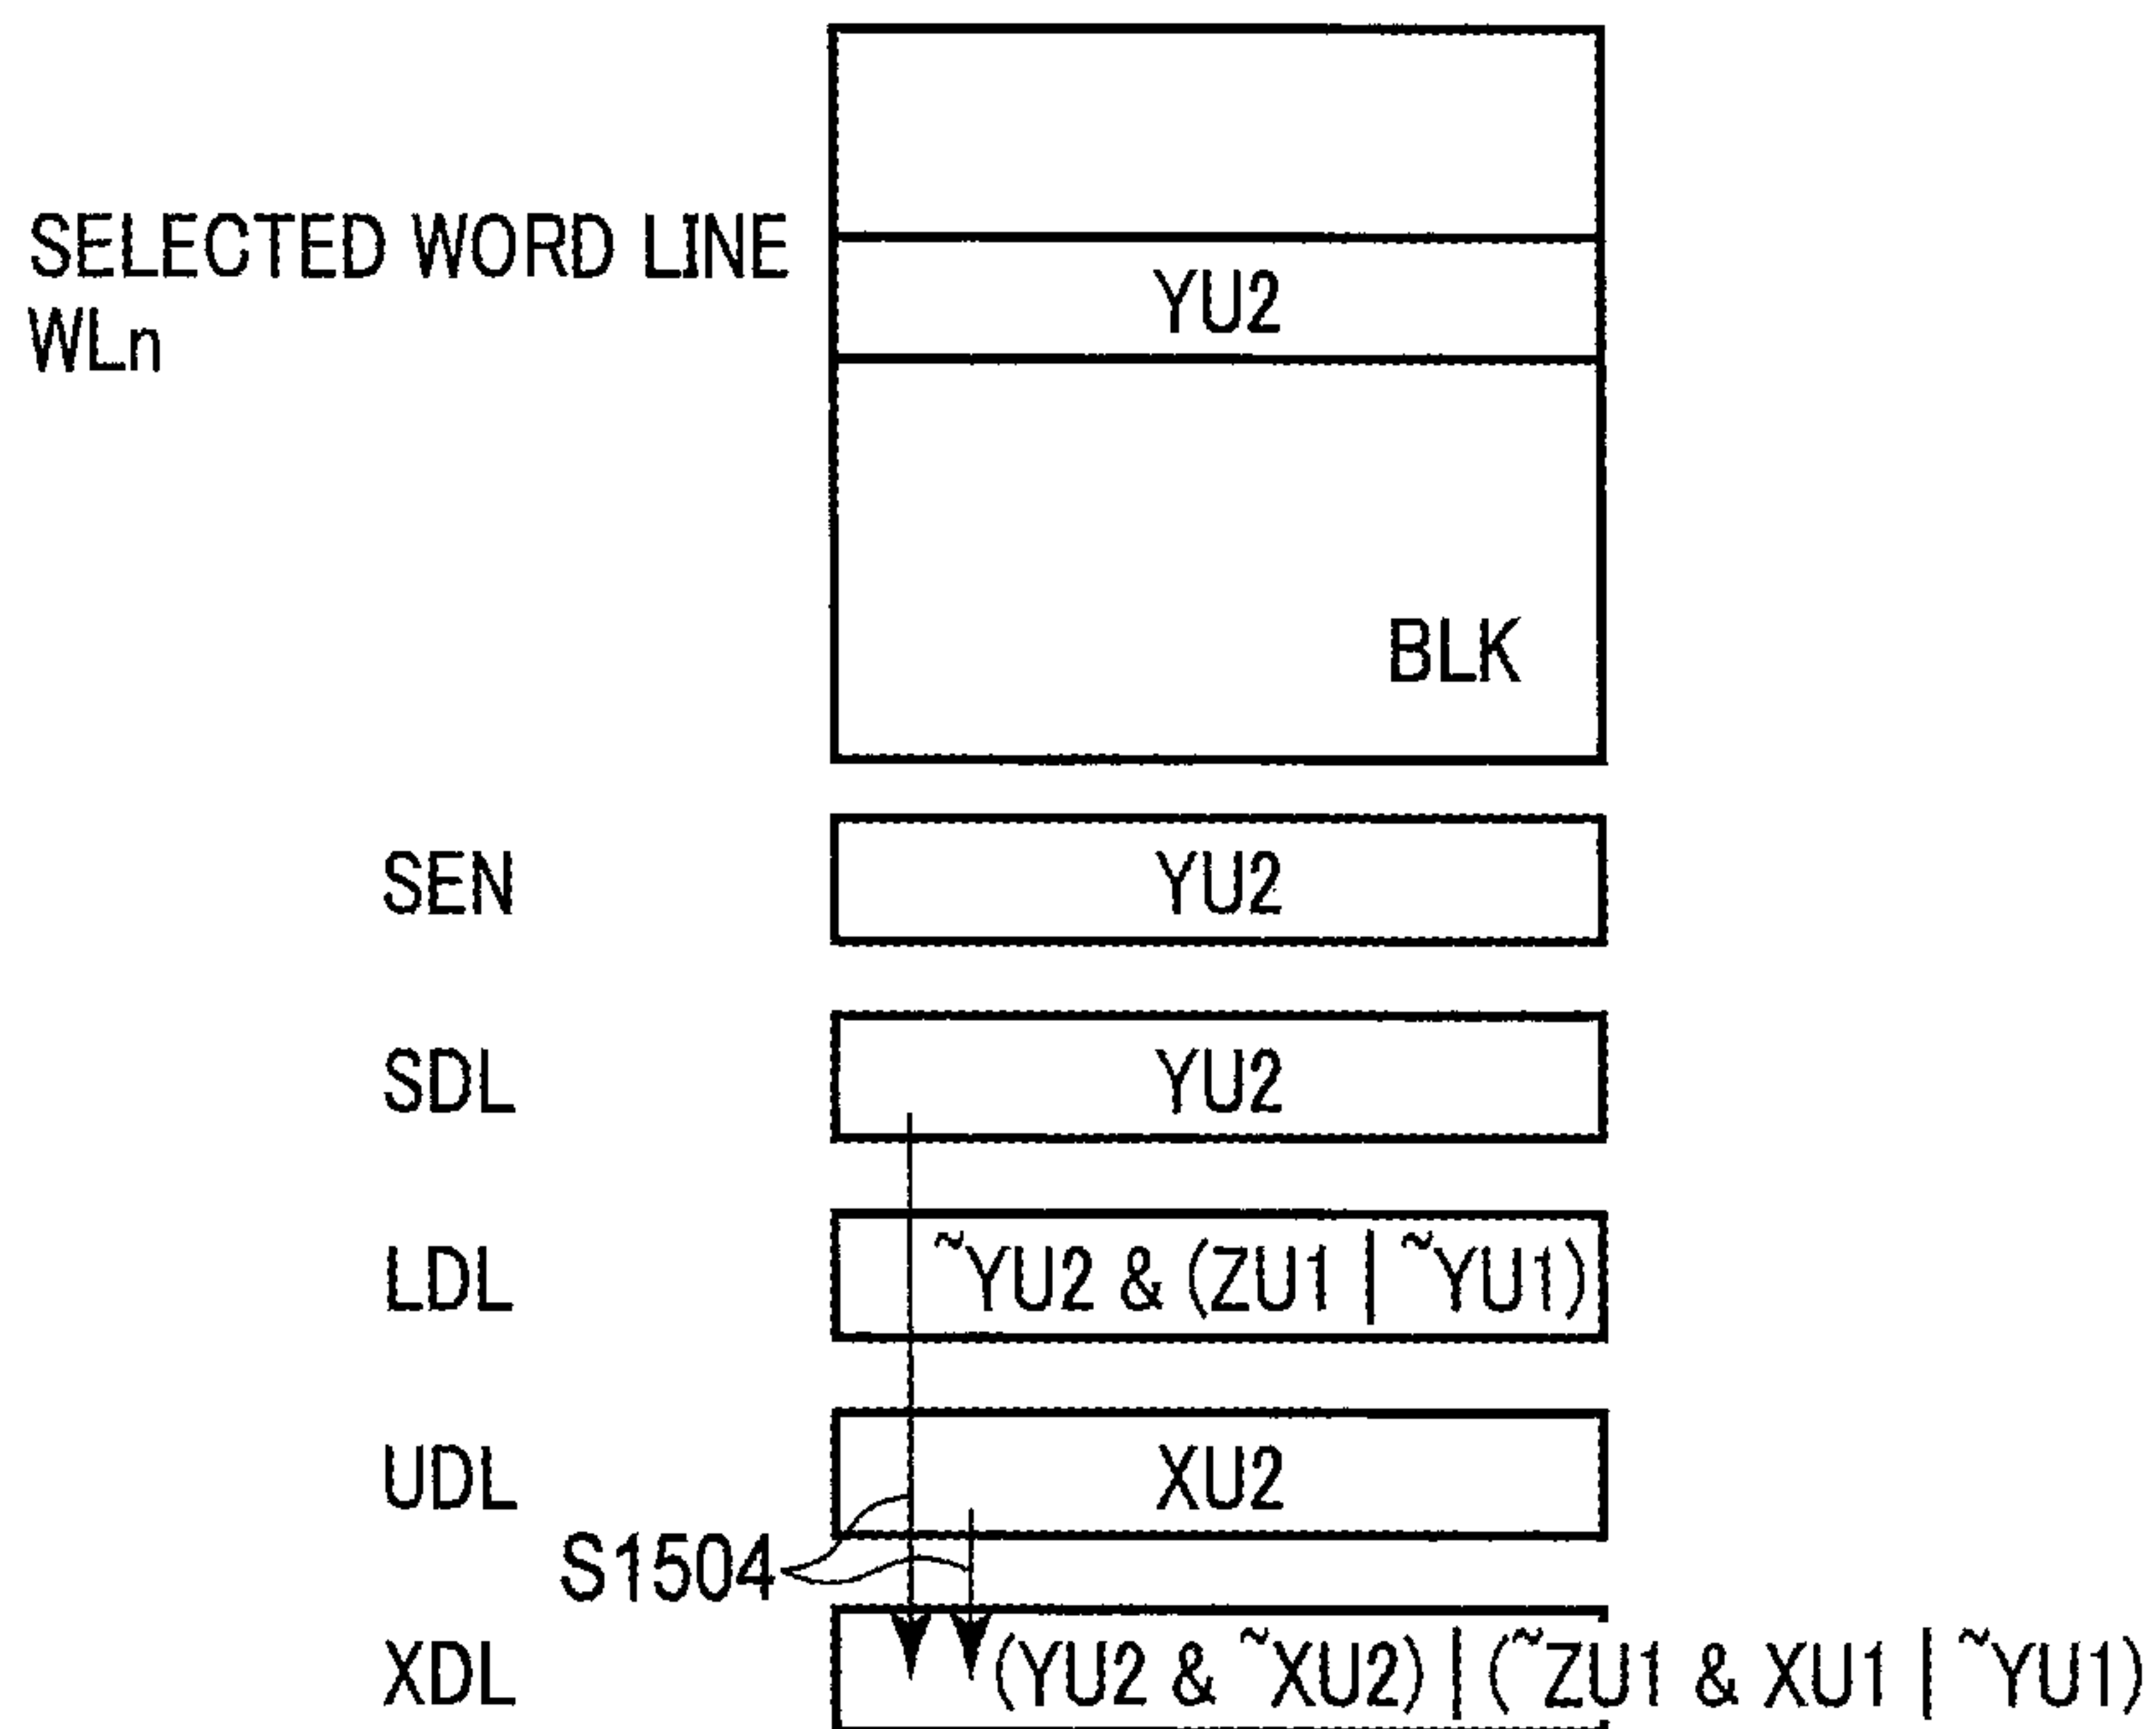 SELECTED WORD LINE
WLn
YU2
BLK
SEN YU2
SDL YU2
LDL ~YU2 & (ZU1 | ~YU1)
UDL XU2
S1504
XDL (YU2 & ~XU2) | (~ZU1 & XU1 | ~YU1)